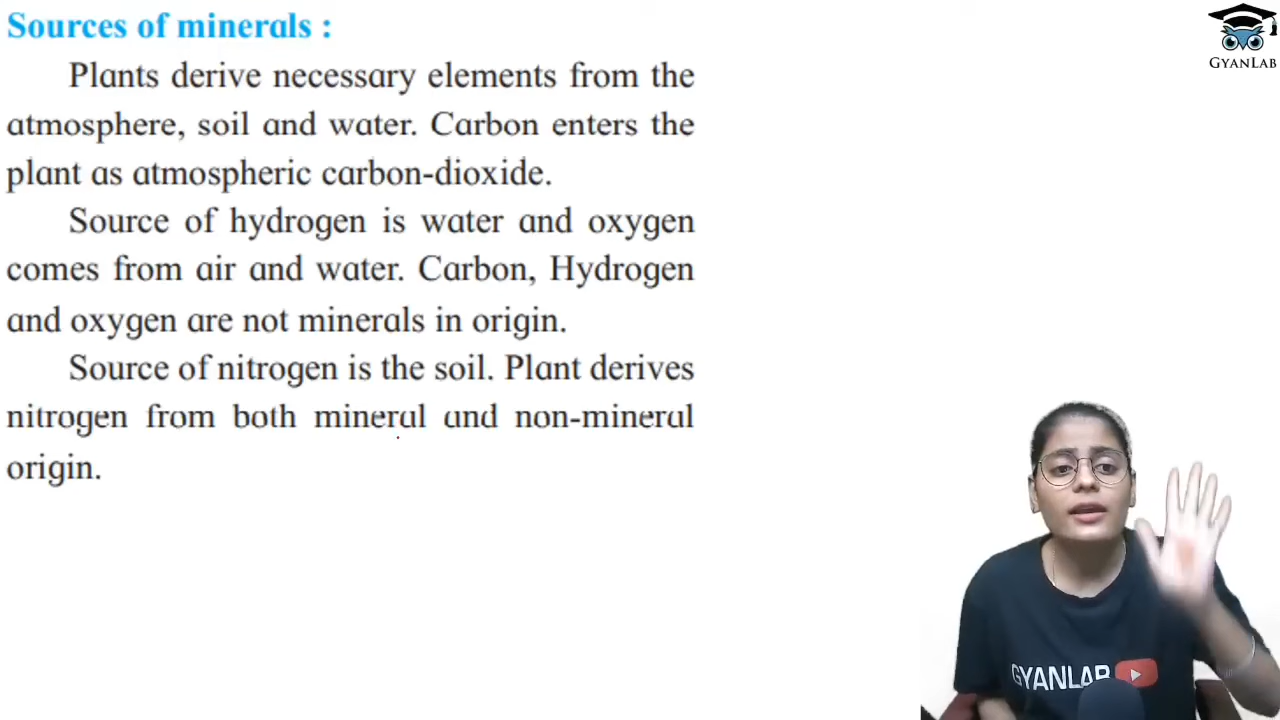 Sources of minerals :
Plants derive necessary elements from the
atmosphere, soil and water. Carbon enters the
plant as atmospheric carbon-dioxide.
Source of hydrogen is water and oxygen
comes from air and water. Carbon, Hydrogen
and oxygen are not minerals in origin.
Source of nitrogen is the soil. Plant derives
nitrogen from both mineral and non-mineral
origin.
GYANLAB
GYANLAB